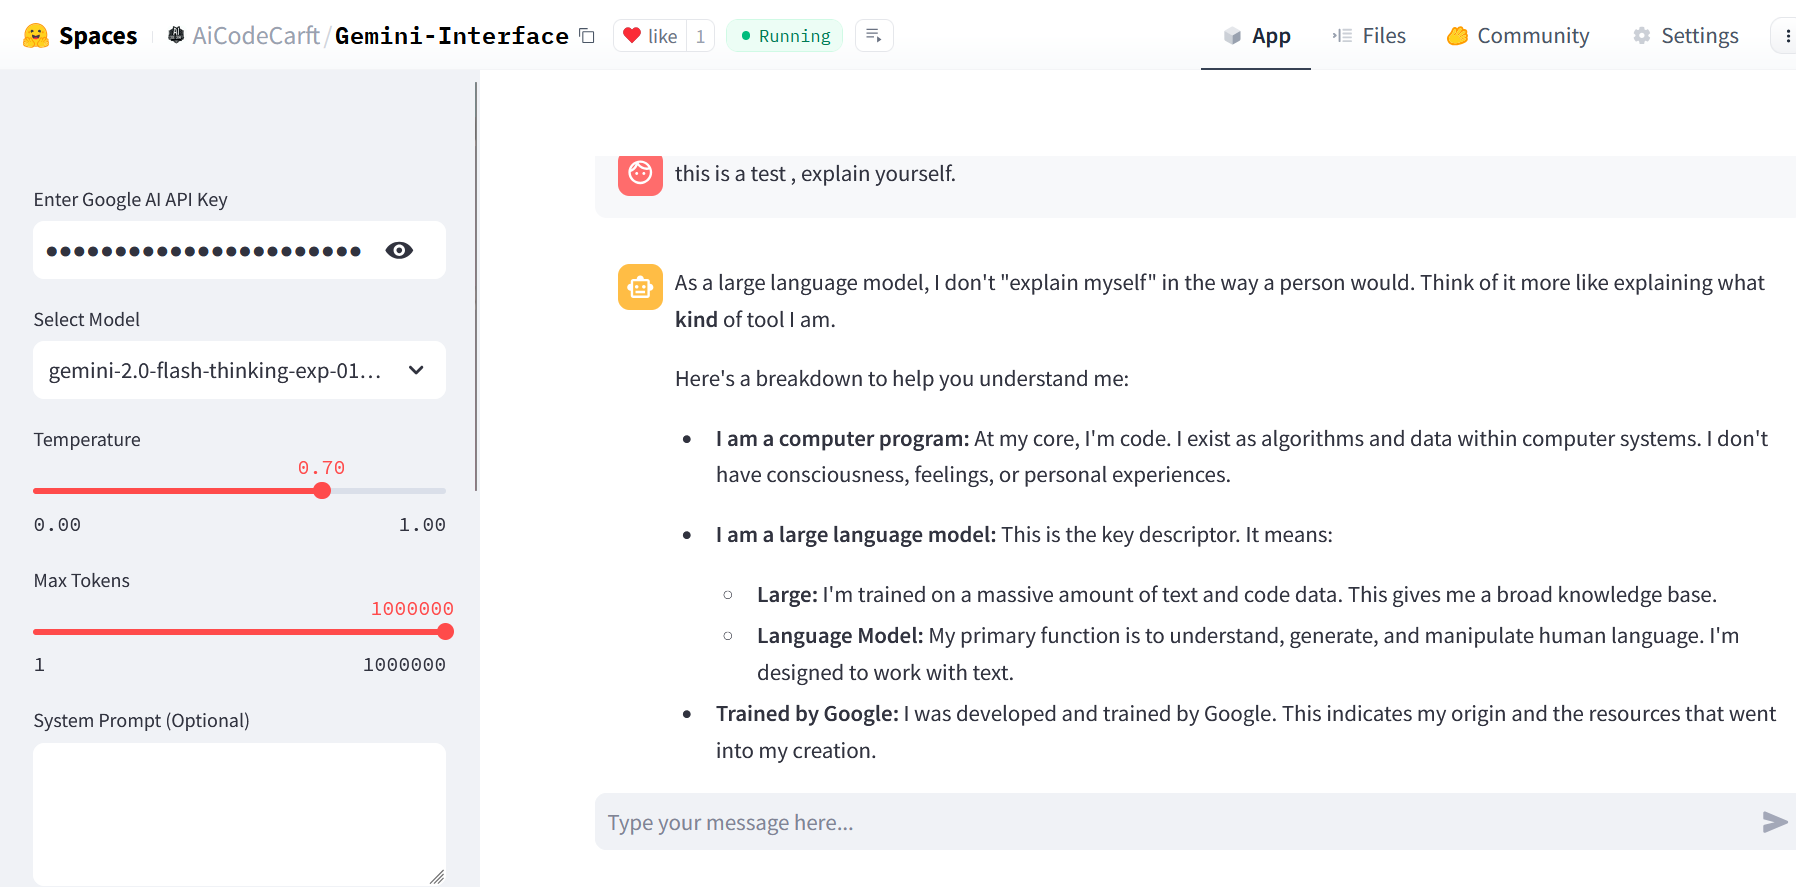 Spaces AiCodeCarft/Gemini-Interface like 1 Running App Files Community Settings
Enter Google AI API Key
●●●●●●●●●●●●●●●●●●●●●●●
Select Model
gemini-2.0-flash-thinking-exp-01...
Temperature
0.70
0.00 1.00
Max Tokens
1000000
1 1000000
System Prompt (Optional)
this is a test , explain yourself.
As a large language model, I don't "explain myself" in the way a person would. Think of it more like explaining what
kind of tool I am.
Here's a breakdown to help you understand me:
• I am a computer program: At my core, I'm code. I exist as algorithms and data within computer systems. I don't
have consciousness, feelings, or personal experiences.
• I am a large language model: This is the key descriptor. It means:
○ Large: I'm trained on a massive amount of text and code data. This gives me a broad knowledge base.
○ Language Model: My primary function is to understand, generate, and manipulate human language. I'm
designed to work with text.
• Trained by Google: I was developed and trained by Google. This indicates my origin and the resources that went
into my creation.
Type your message here...